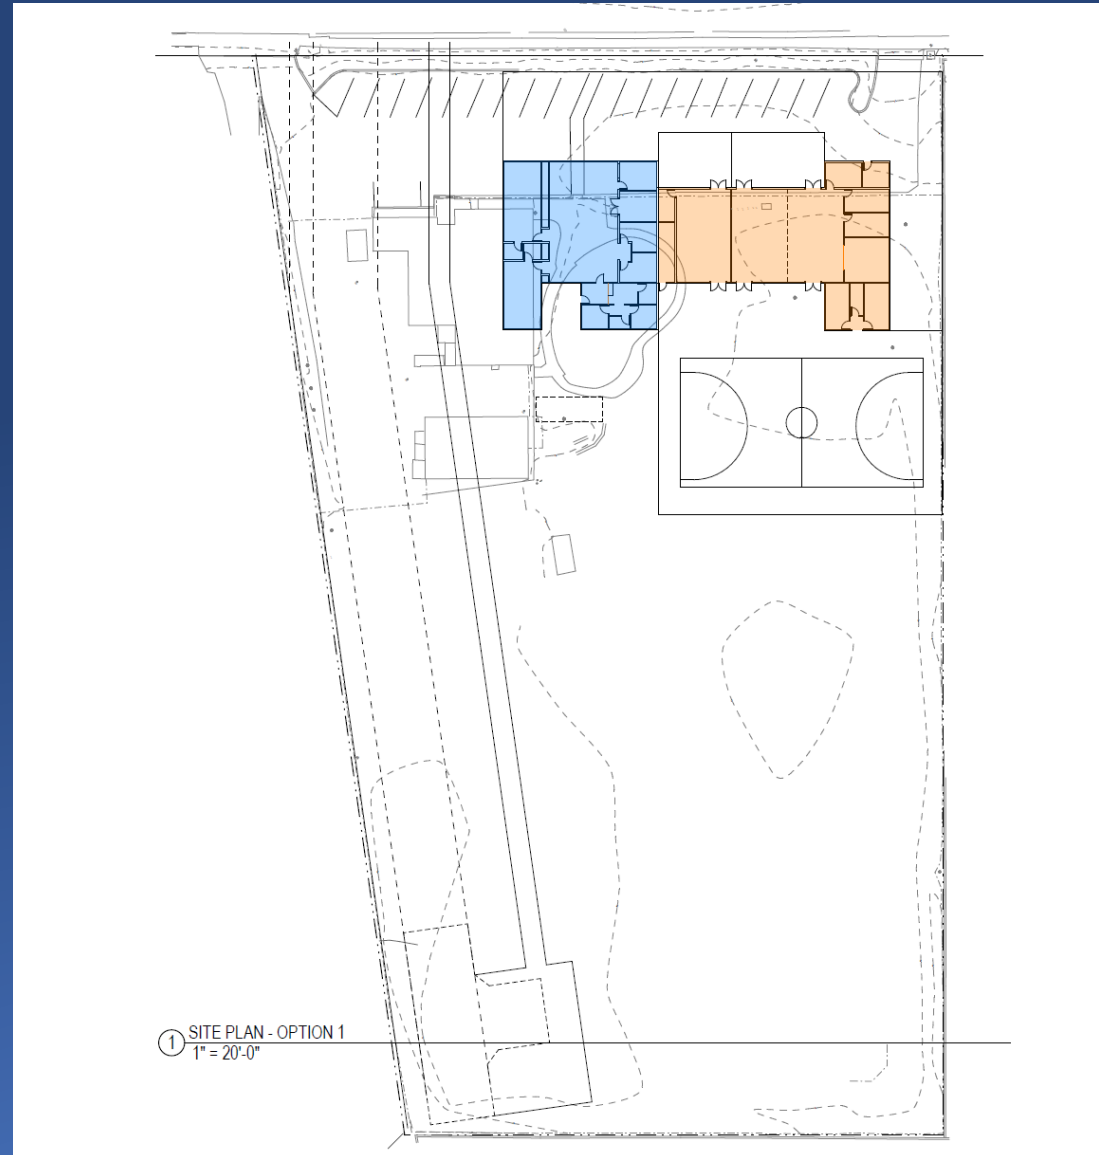 1
SITE PLAN - OPTION 1
1" = 20'-0"